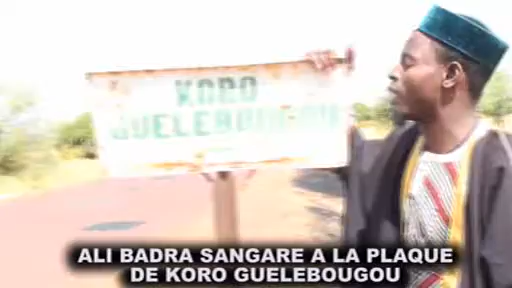 KORO
GUELEBOUGOU
ALI BADRA SANGARE A LA PLAQUE
DE KORO GUELEBOUGOU